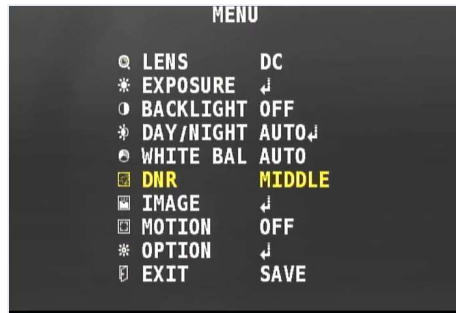 MENU
LENS DC
EXPOSURE ↲
BACKLIGHT OFF
DAY/NIGHT AUTO↲
WHITE BAL AUTO
DNR MIDDLE
IMAGE ↲
MOTION OFF
OPTION ↲
EXIT SAVE